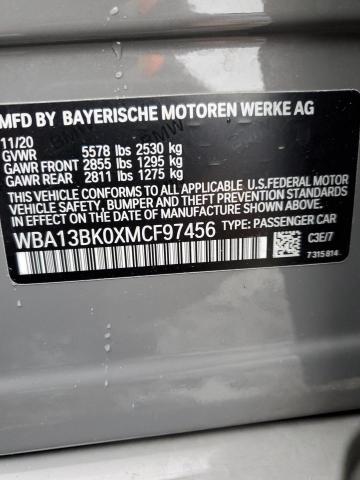 MFD BY BAYERISCHE MOTOREN WERKE AG
11/20
GVWR 5578 lbs 2530 kg
GAWR FRONT 2855 lbs 1295 kg
GAWR REAR 2811 lbs 1275 kg
THIS VEHICLE CONFORMS TO ALL APPLICABLE U.S.FEDERAL MOTOR
VEHICLE SAFETY, BUMPER, AND THEFT PREVENTION STANDARDS
IN EFFECT ON THE DATE OF MANUFACTURE SHOWN ABOVE.
WBA13BK0XMCF97456 TYPE: PASSENGER CAR
C3E/7
7315814